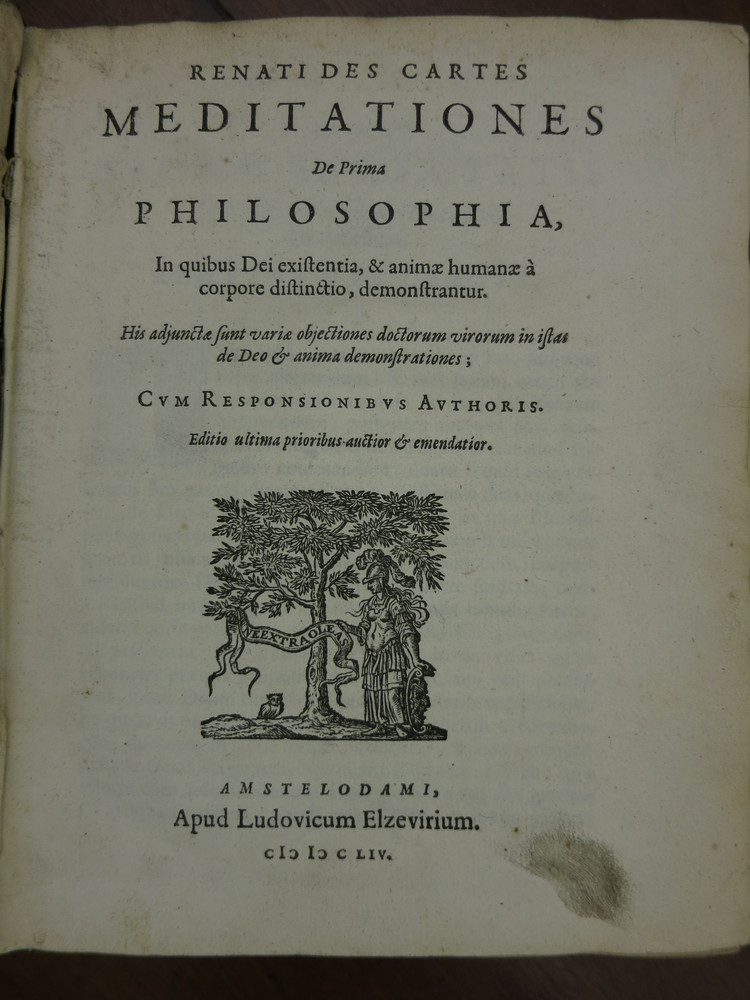 RENATI DES CARTES
MEDITATIONES
De Prima
PHILOSOPHIA,
In quibus Dei exiſtentia, & animæ humanæ à
corpore diſtinctio, demonſtrantur.
His adjunctæ ſunt variæ objectiones doctorum virorum in iſtas
de Deo & anima demonſtrationes;
CVM RESPONSIONIBVS AVTHORIS.
Editio ultima prioribus auctior & emendatior.
NE EXTRA OLEAS
AMSTELODAMI,
Apud Ludovicum Elzevirium.
CIↃ IↃ C LIV.